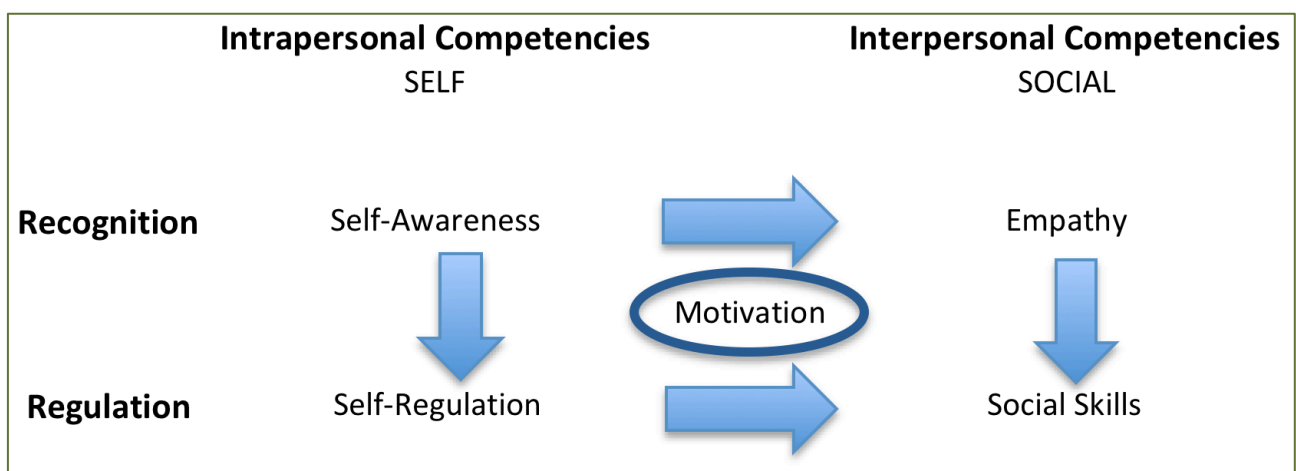 Intrapersonal Competencies
Interpersonal Competencies
SELF
SOCIAL
Recognition
Self-Awareness
Empathy
Motivation
Regulation
Self-Regulation
Social Skills